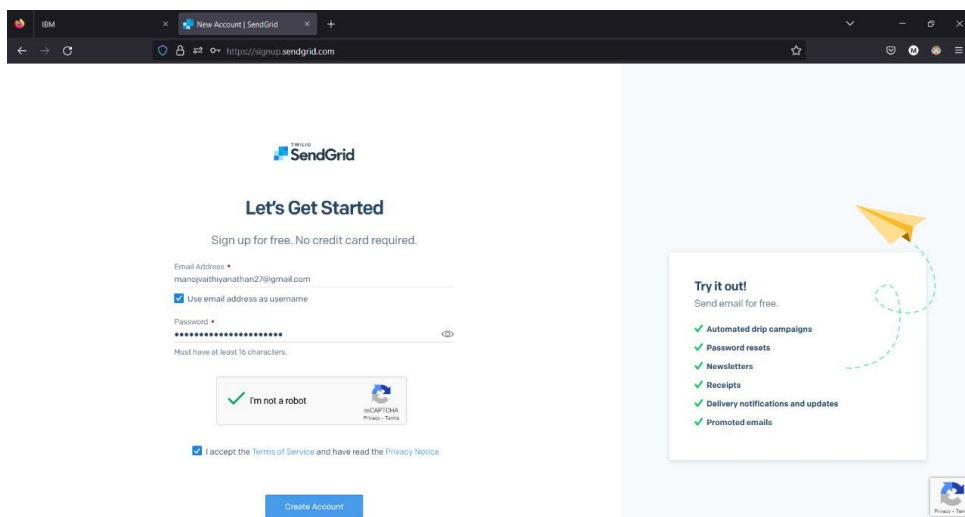 IBM
New Account | SendGrid
https://signup.sendgrid.com
M
TWILIO
SendGrid
Let's Get Started
Sign up for free. No credit card required.
Email Address •
manojvaithiyanathan27@gmail.com
Use email address as username
Password •
••••••••••••••••••••••
Must have at least 16 characters.
I'm not a robot
reCAPTCHA
Privacy - Terms
I accept the Terms of Service and have read the Privacy Notice
Create Account
Try it out!
Send email for free.
Automated drip campaigns
Password resets
Newsletters
Receipts
Delivery notifications and updates
Promoted emails